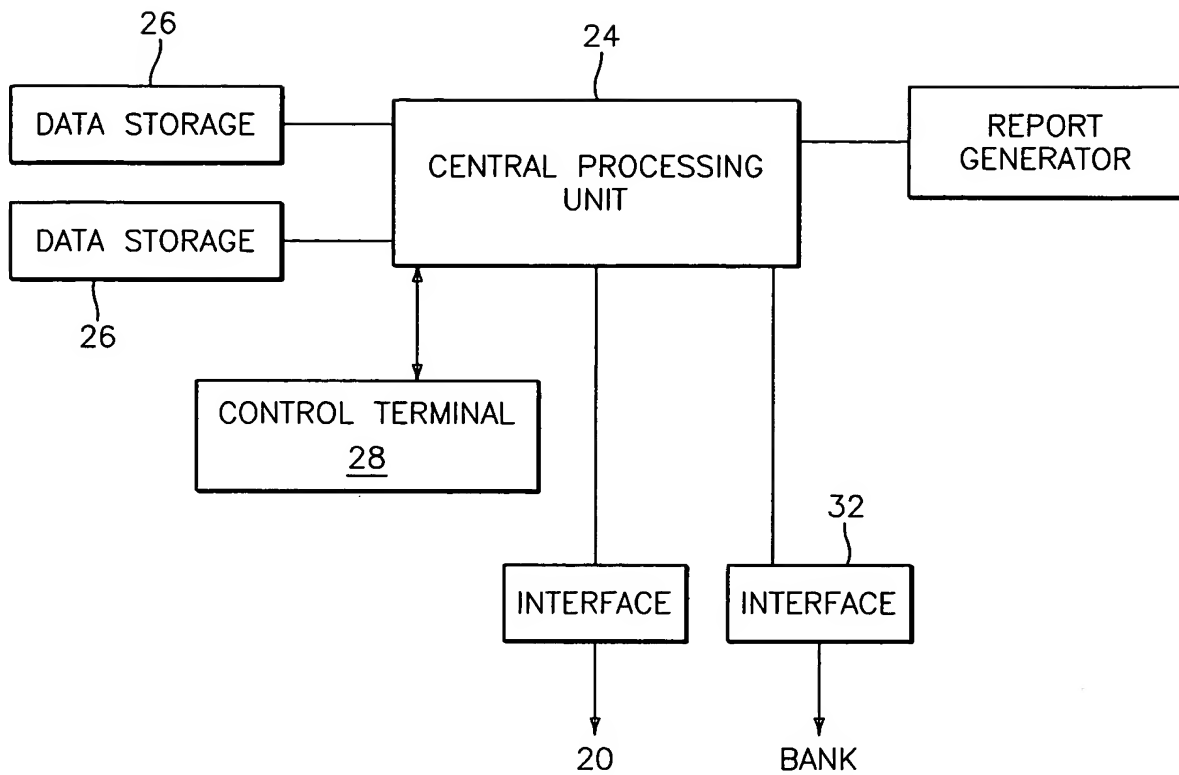 26
24
DATA STORAGE
CENTRAL PROCESSING
UNIT
REPORT
GENERATOR
DATA STORAGE
26
CONTROL TERMINAL
28
32
INTERFACE
INTERFACE
20
BANK